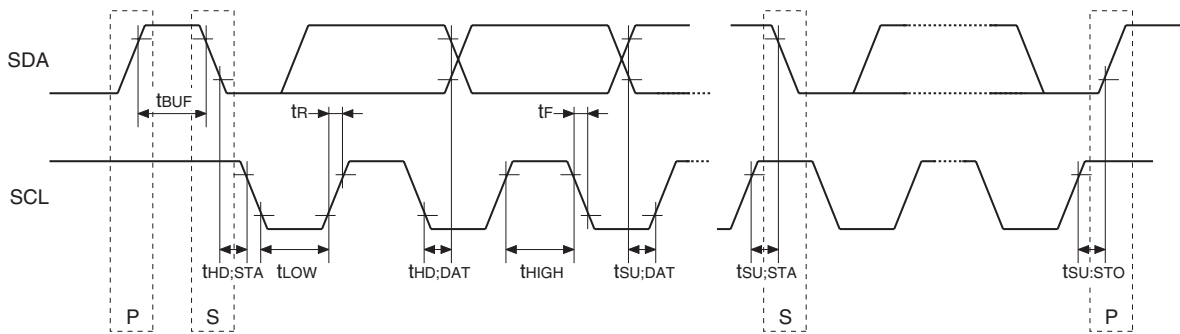 SDA
tBUF
tR
tF
SCL
tHD;STA
tLOW
tHD;DAT
tHIGH
tSU;DAT
tSU;STA
tSU:STO
P
S
S
P